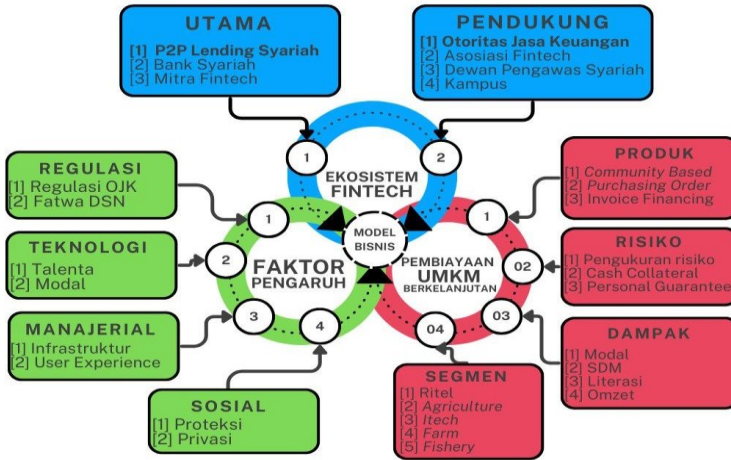 UTAMA
[1] P2P Lending Syariah
[2] Bank Syariah
[3] Mitra Fintech
PENDUKUNG
[1] Otoritas Jasa Keuangan
[2] Asosiasi Fintech
[3] Dewan Pengawas Syariah
[4] Kampus
1
2
EKOSISTEM
FINTECH
MODEL
BISNIS
REGULASI
[1] Regulasi OJK
[2] Fatwa DSN
TEKNOLOGI
[1] Talenta
[2] Modal
MANAJERIAL
[1] Infrastruktur
[2] User Experience
SOSIAL
[1] Proteksi
[2] Privasi
1
2
3
4
FAKTOR
PENGARUH
PEMBIAYAAN
UMKM
BERKELANJUTAN
1
02
03
04
PRODUK
[1] Community Based
[2] Purchasing Order
[3] Invoice Financing
RISIKO
[1] Pengukuran risiko
[2] Cash Collateral
[3] Personal Guarantee
DAMPAK
[1] Modal
[2] SDM
[3] Literasi
[4] Omzet
SEGMEN
[1] Ritel
[2] Agriculture
[3] Itech
[4] Farm
[5] Fishery